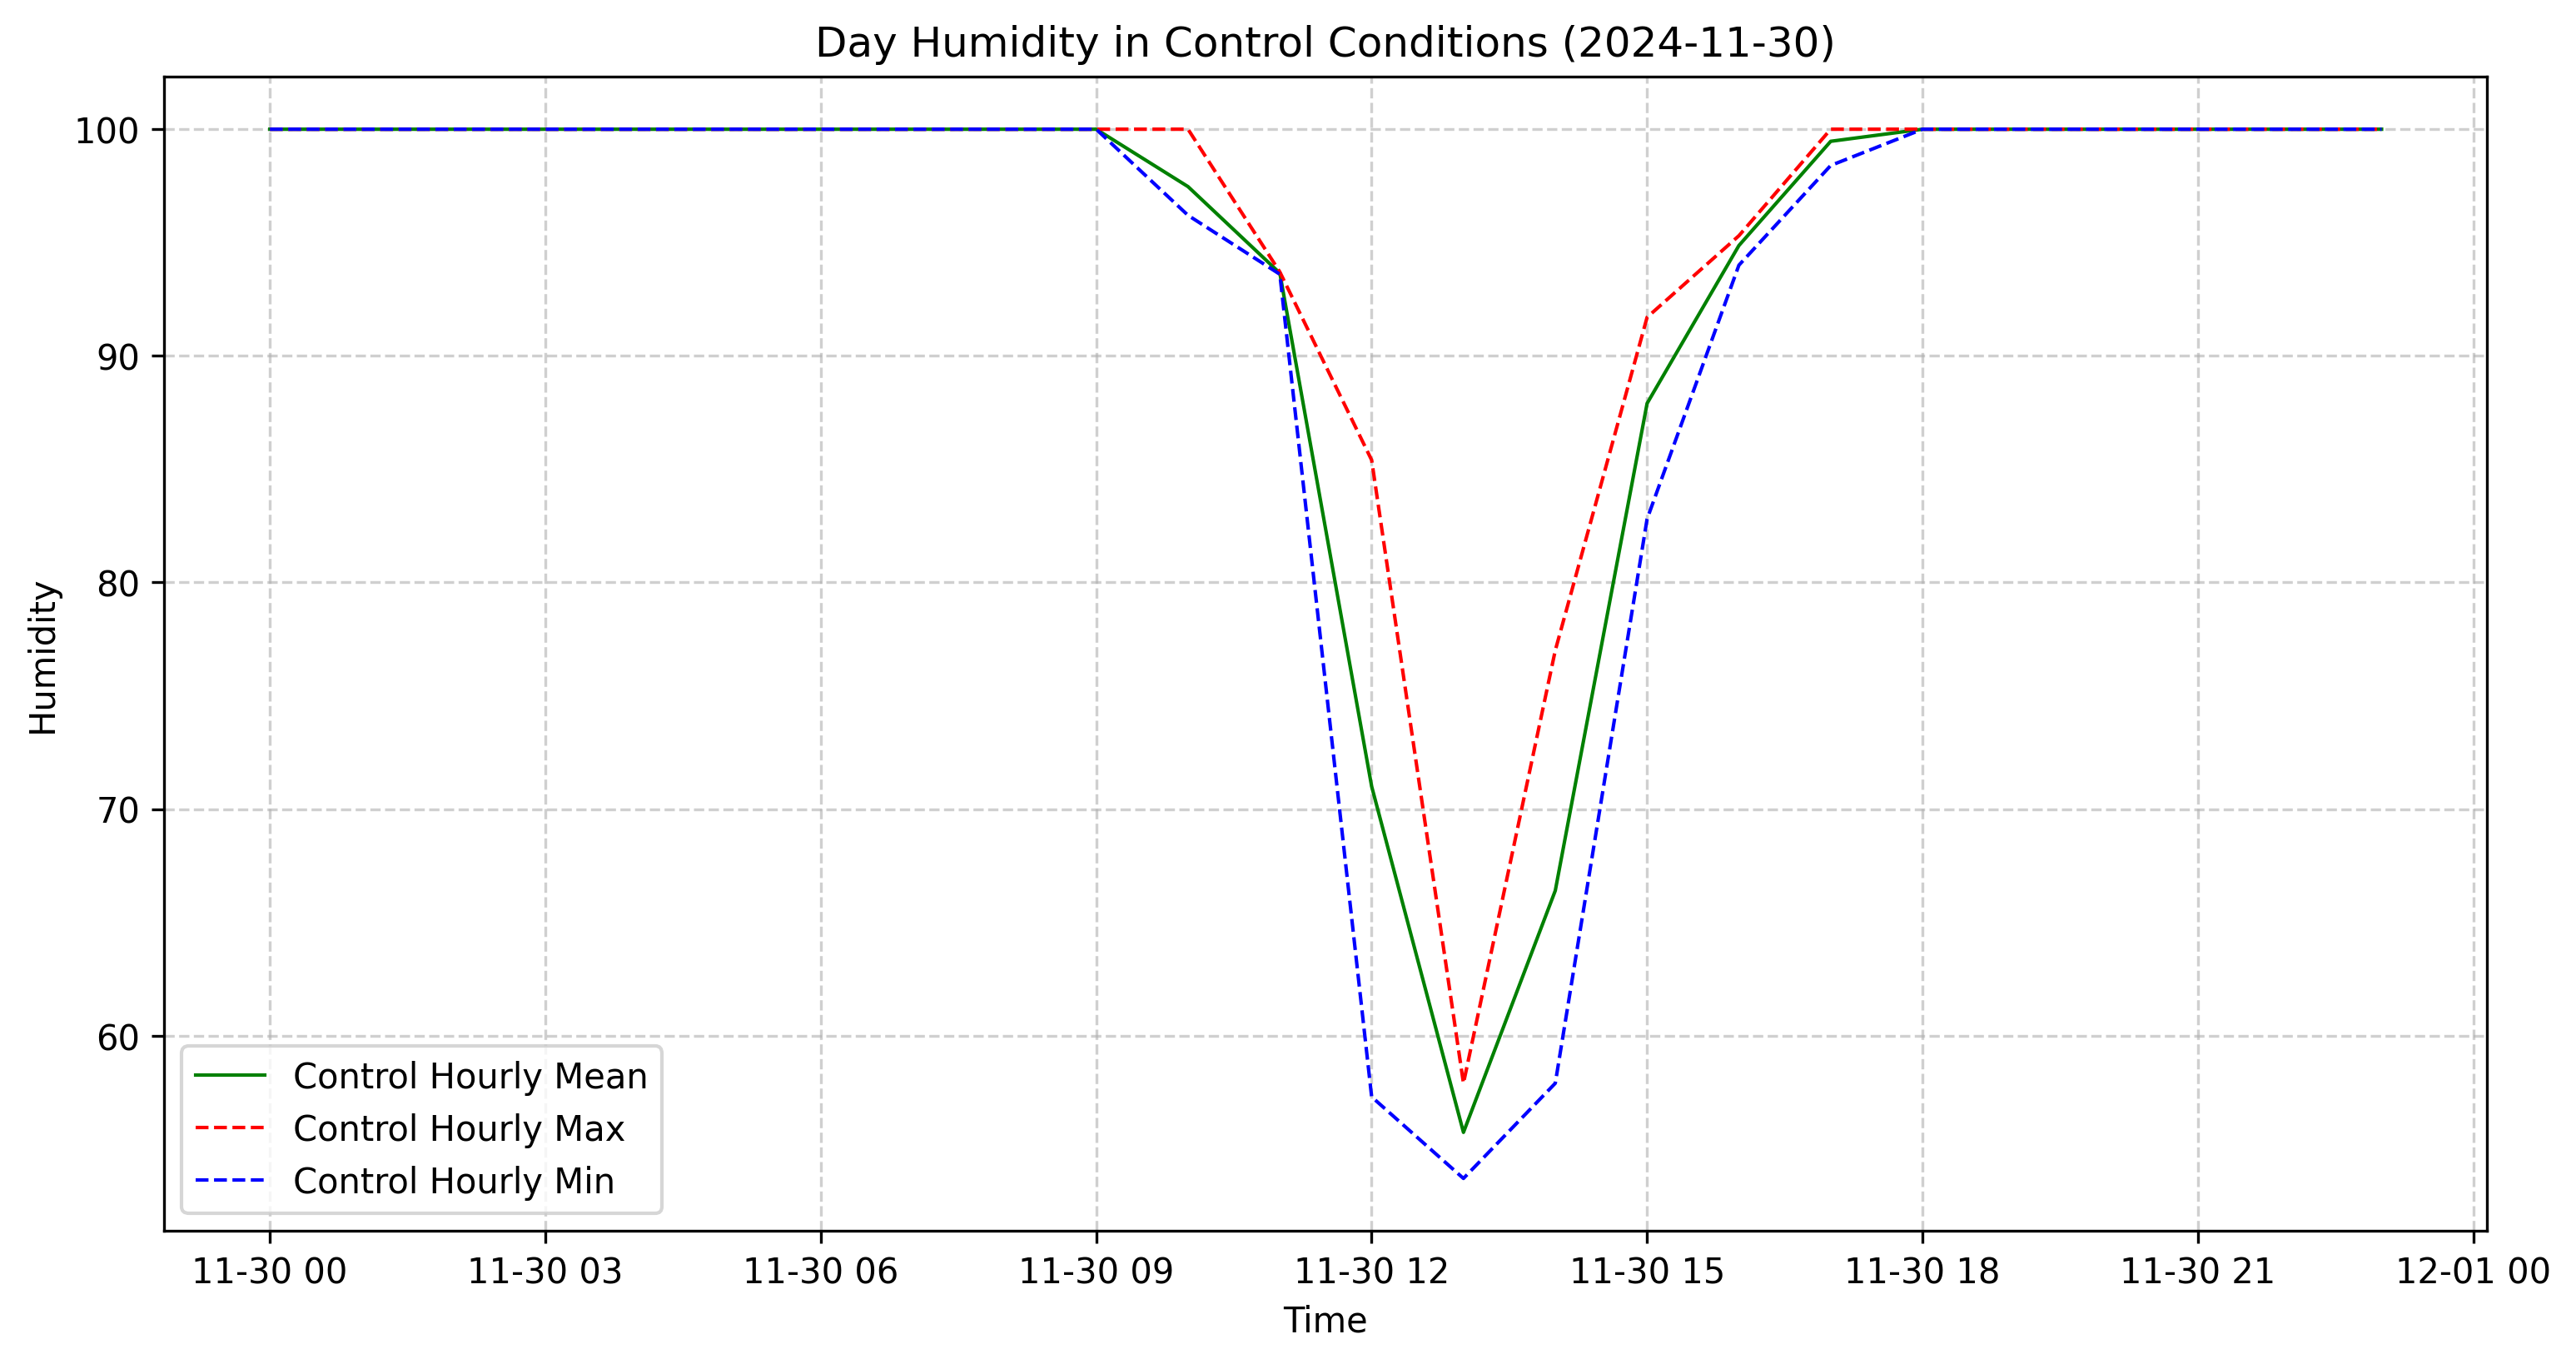 Day Humidity in Control Conditions (2024-11-30)
Humidity
100
90
80
70
60
Control Hourly Mean
Control Hourly Max
Control Hourly Min
11-30 00 11-30 03 11-30 06 11-30 09 11-30 12 11-30 15 11-30 18 11-30 21 12-01 00
Time